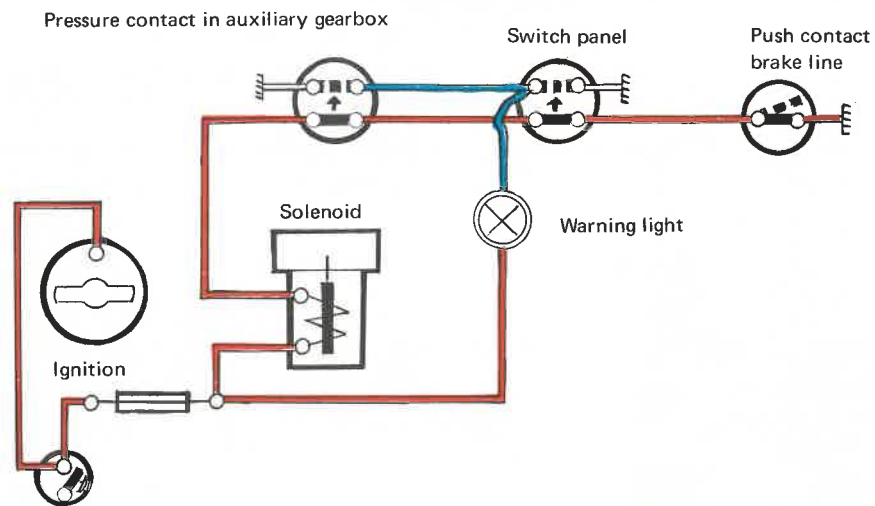 Pressure contact in auxiliary gearbox
Switch panel
Push contact
brake line
Solenoid
Warning light
Ignition